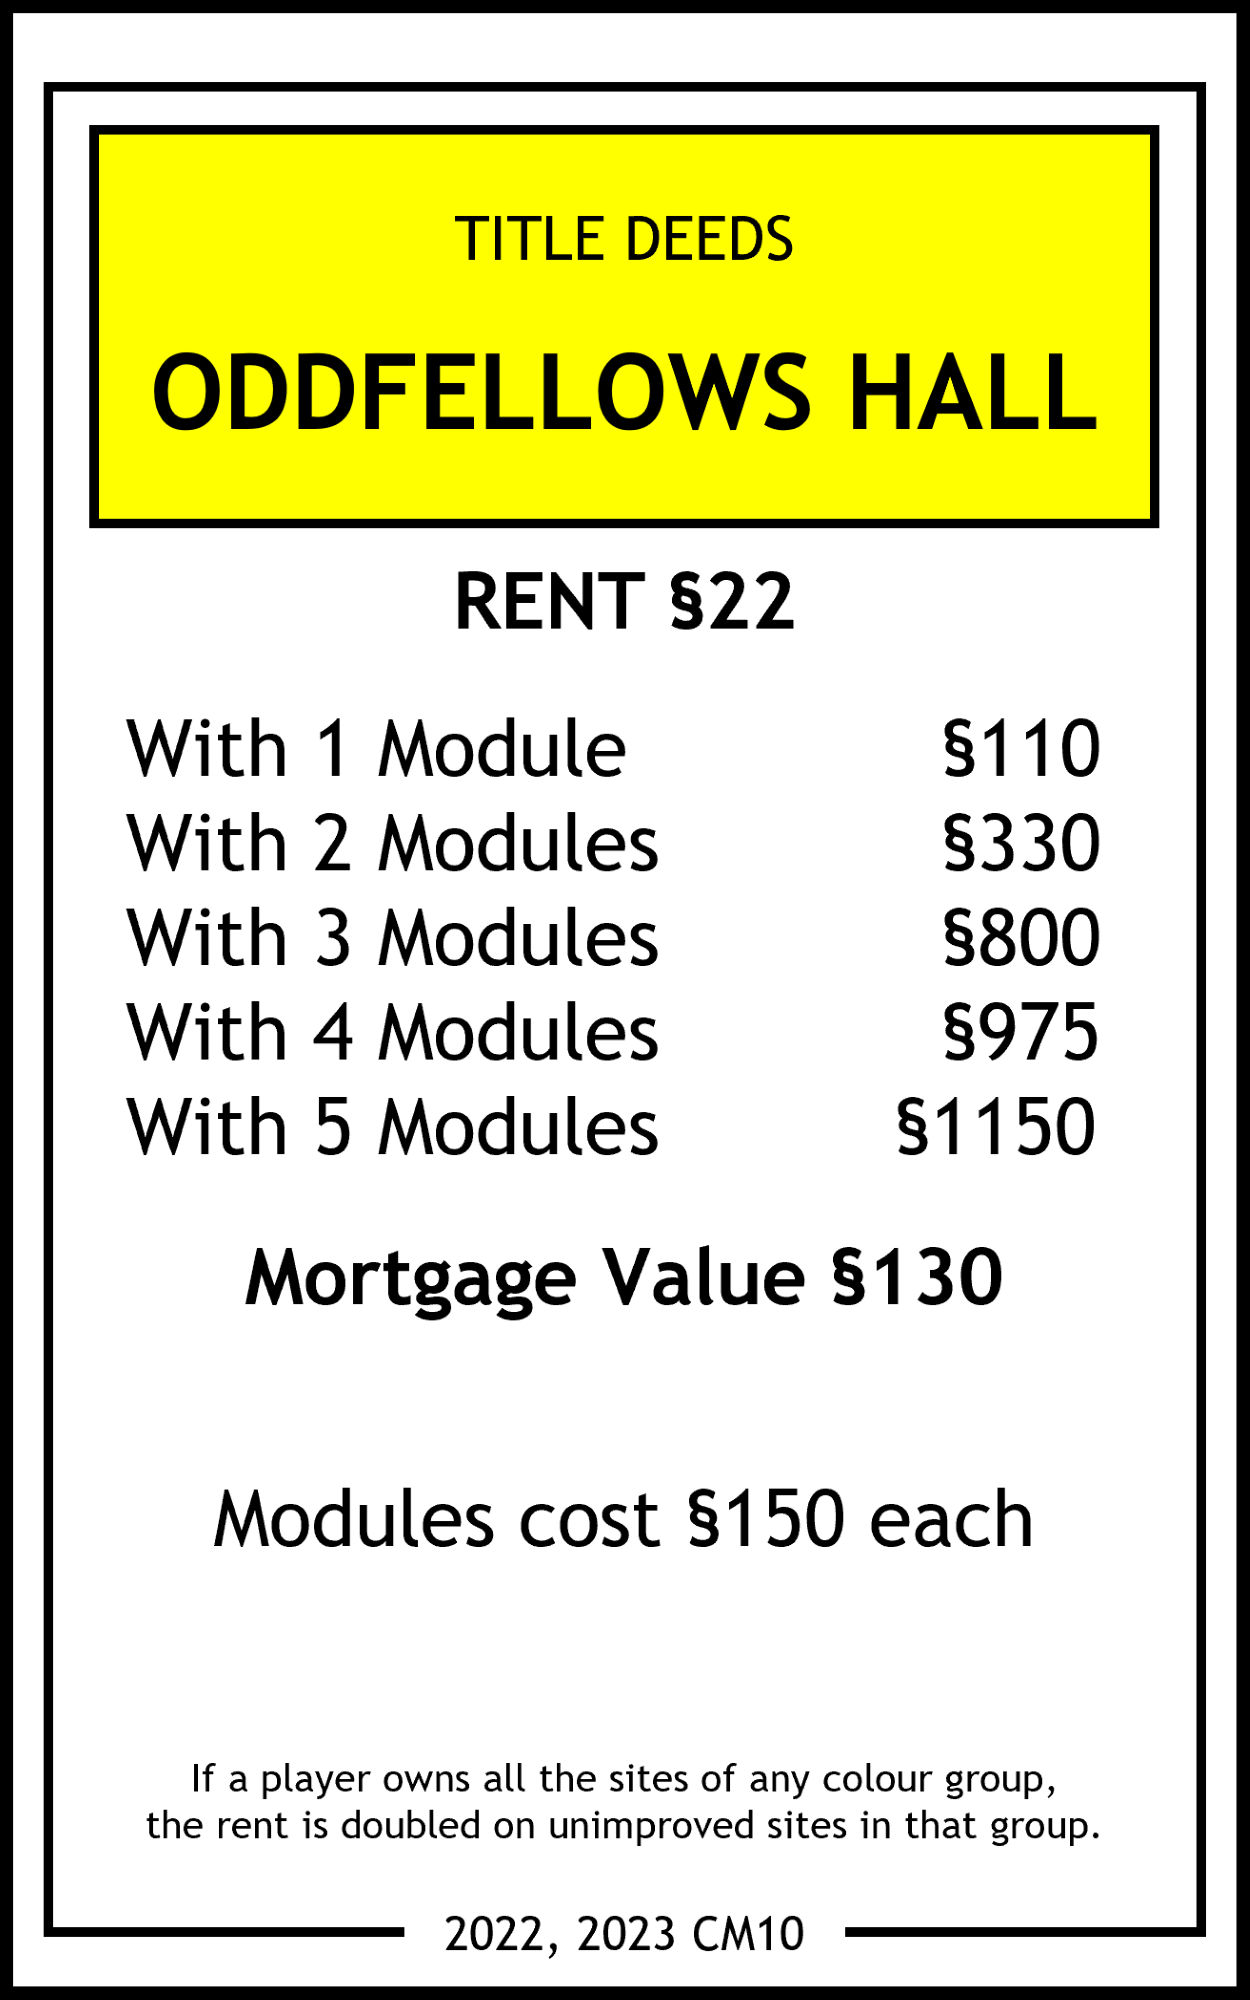 TITLE DEEDS
ODDFELLOWS HALL
RENT §22
With 1 Module §110
With 2 Modules §330
With 3 Modules §800
With 4 Modules §975
With 5 Modules §1150
Mortgage Value §130
Modules cost §150 each
If a player owns all the sites of any colour group,
the rent is doubled on unimproved sites in that group.
2022, 2023 CM10